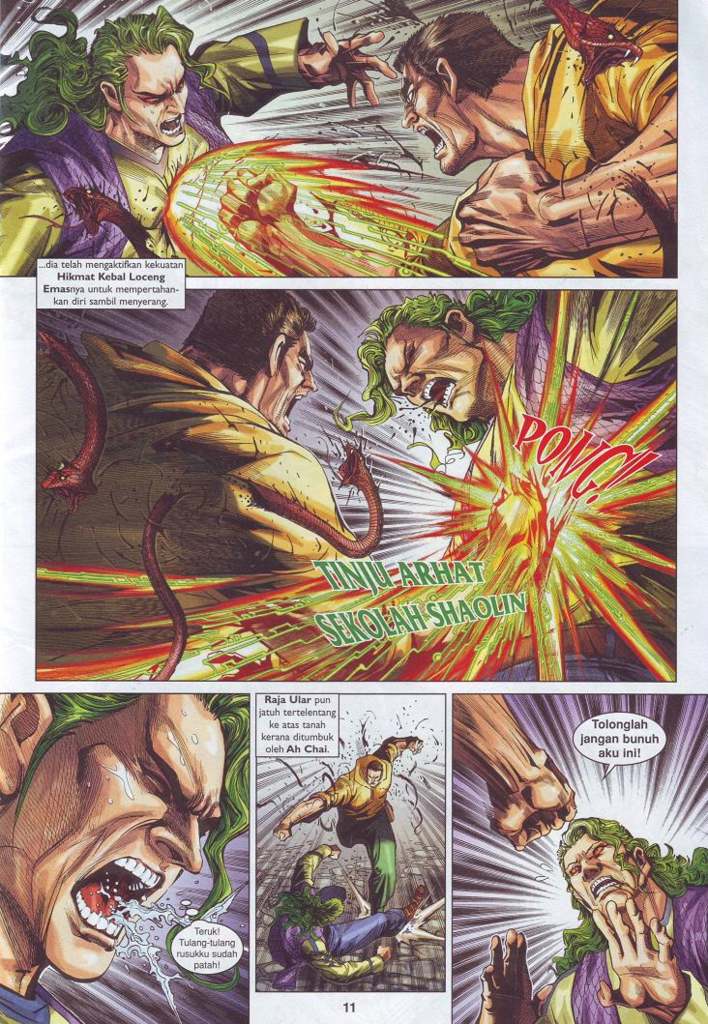 ...dia telah mengaktifkan kekuatan
Hikmat Kebal Loceng
Emasnya untuk mempertahan-
kan diri sambil menyerang.
PONG!
TINJU ARHAT
SEKOLAH SHAOLIN
Teruk!
Tulang-tulang
rusukku sudah
patah!
Raja Ular pun
jatuh tertelentang
ke atas tanah
kerana ditumbuk
oleh Ah Chai.
Tolonglah
jangan bunuh
aku ini!
11